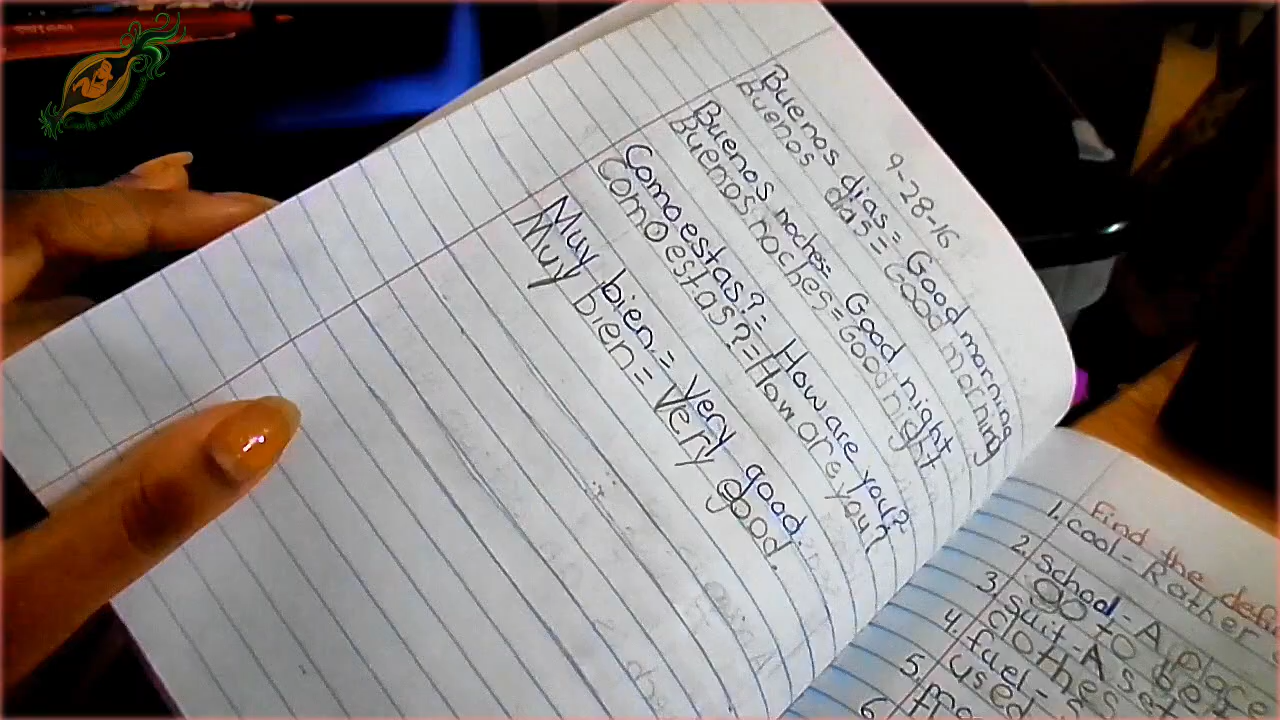 9-28-16
Buenos dias = Good morning
Buenos dias = Good morning
Buenos noches = Good night
Buenos noches = Good night
Como estas? = How are you?
Como estas? = How are you?
Muy bien = Very good.
Muy bien = Very good.
Find the
1. cool - Rather
2. school - A place
go to be
3. suit - A set
clothes
4. fuel -
used
5.
6